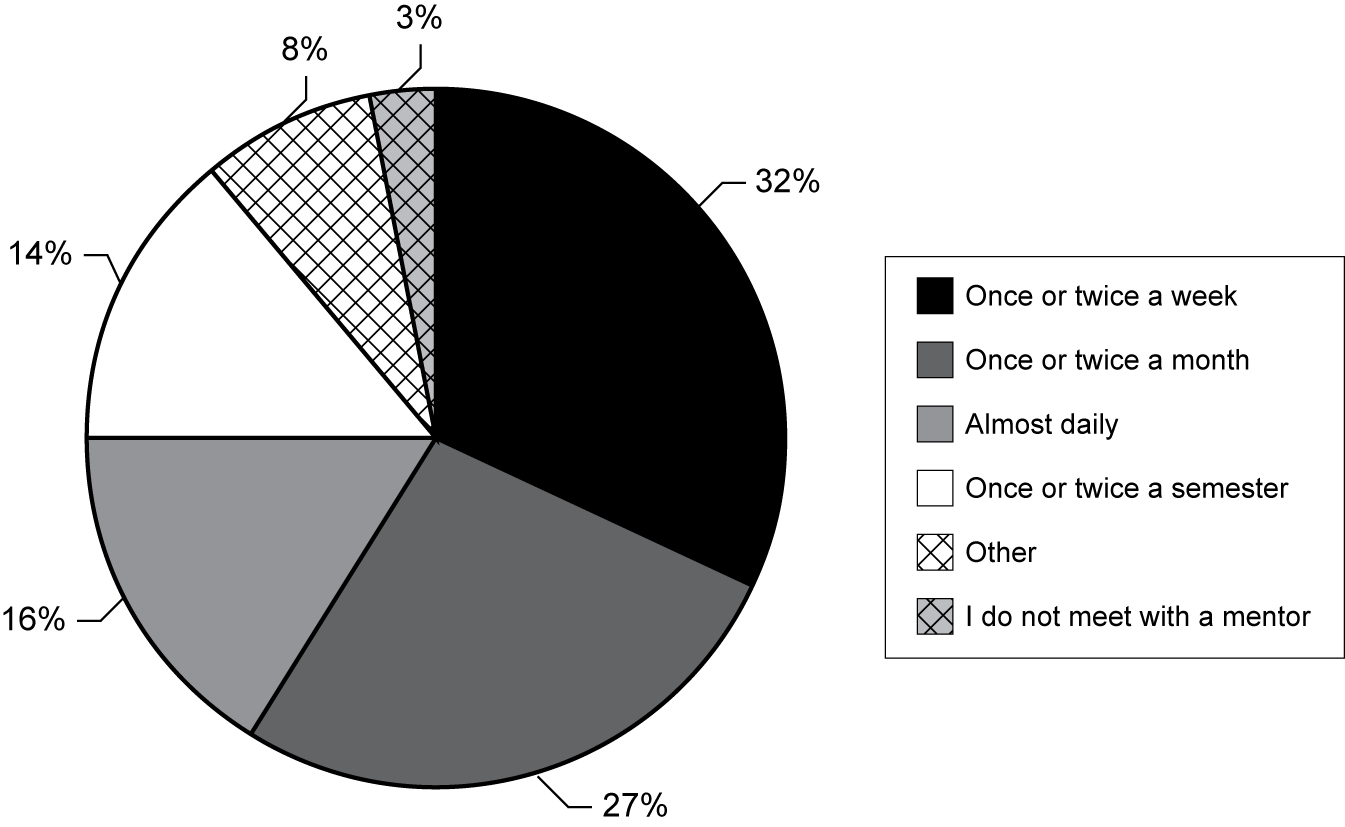 3%
8%
32%
14%
16%
27%
Once or twice a week
Once or twice a month
Almost daily
Once or twice a semester
Other
I do not meet with a mentor